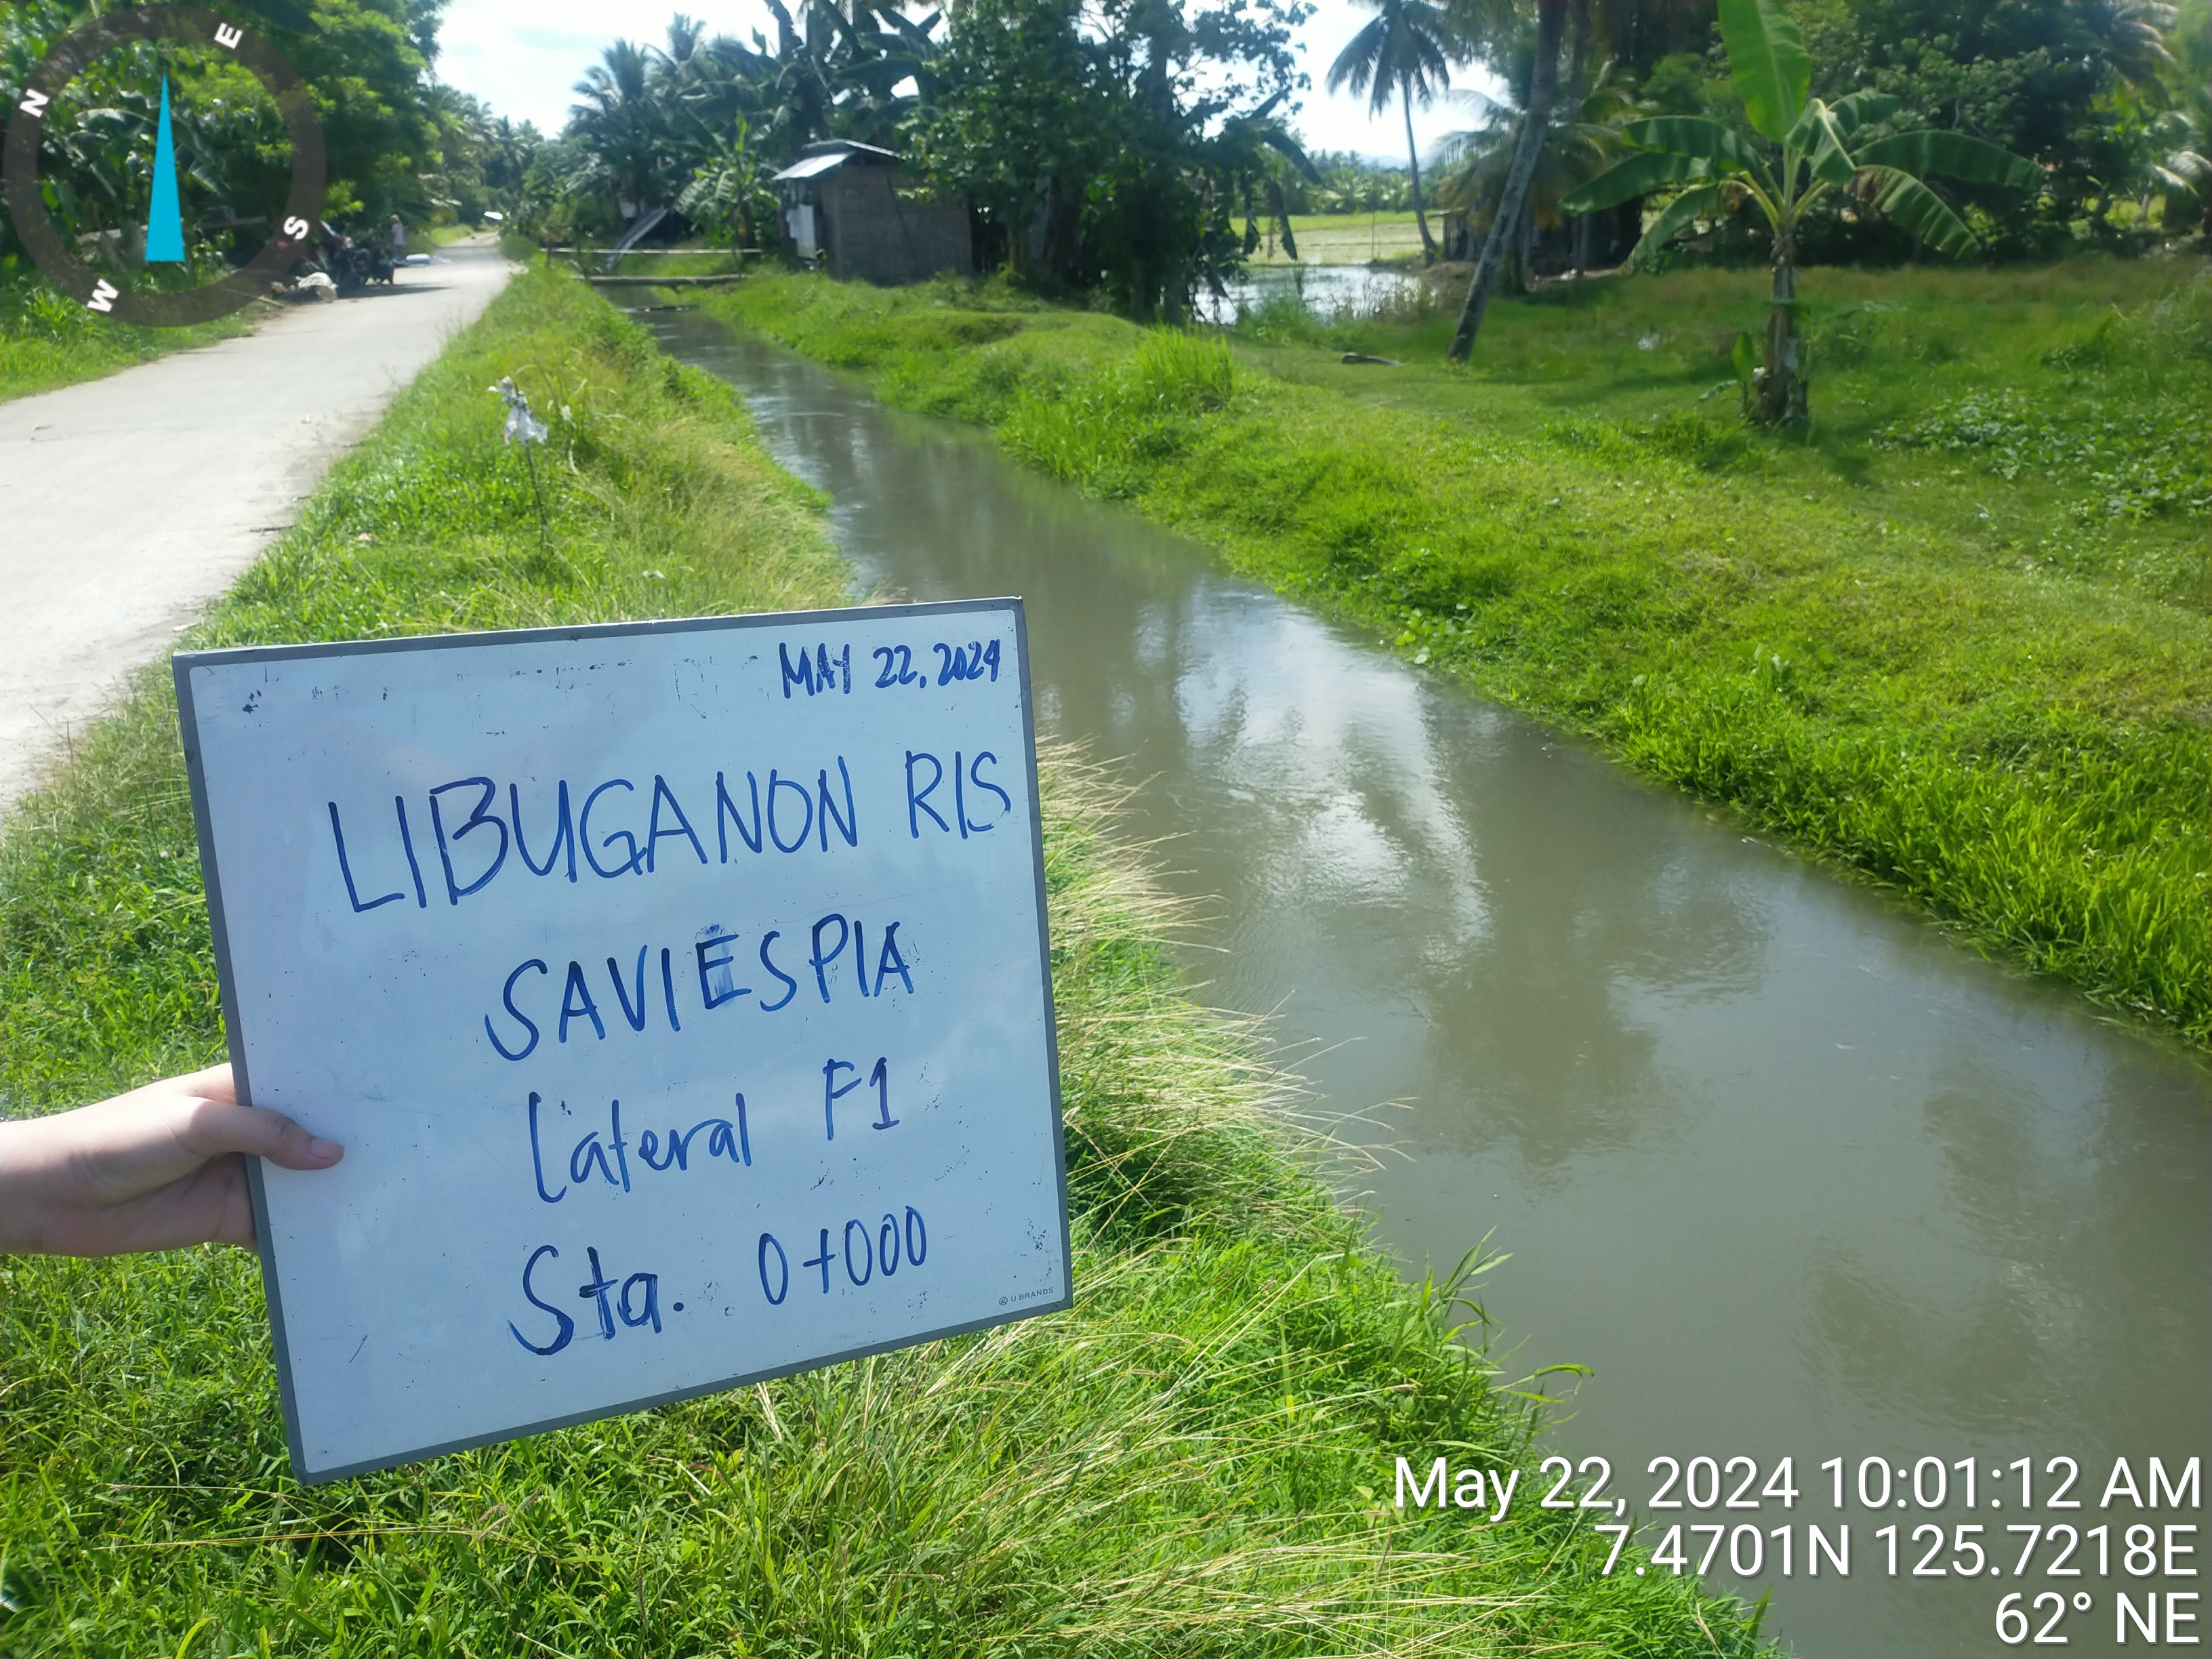 N E
W S
MAY 22, 2024
LIBUGANON RIS
SAVIESPIA
Lateral F1
Sta. 0+000
U BRANDS
May 22, 2024 10:01:12 AM
7.4701N 125.7218E
62° NE